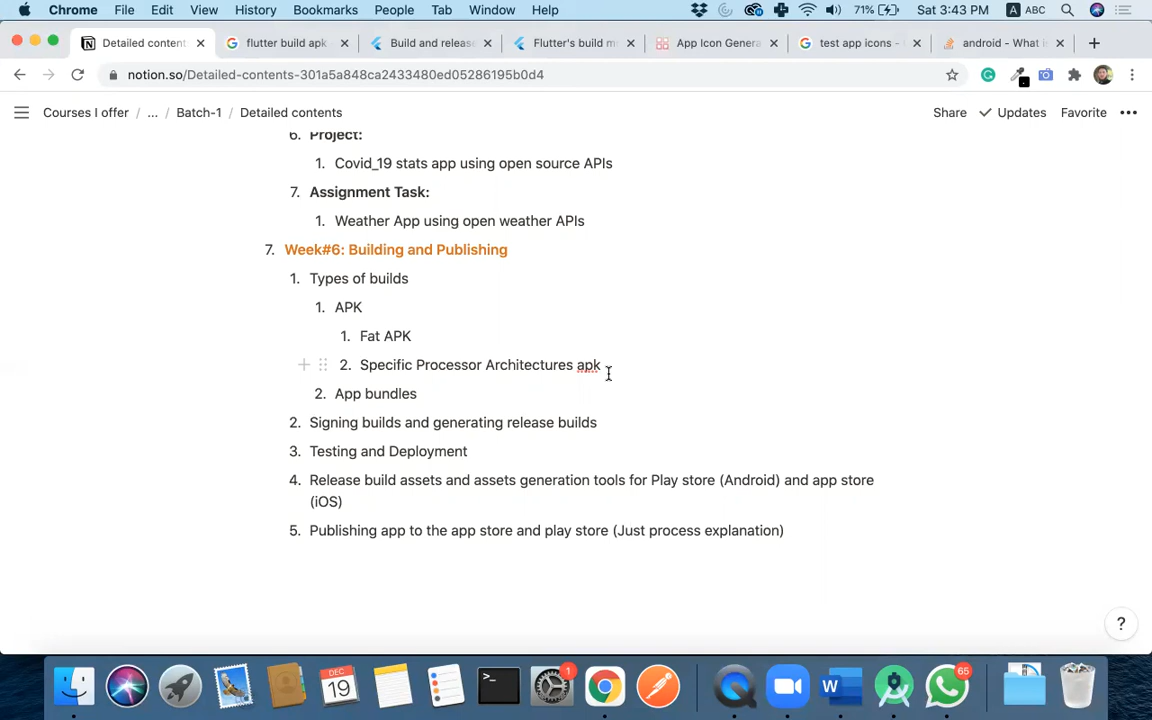 Chrome File Edit View History Bookmarks People Tab Window Help 71% Sat 3:43 PM A ABC
Detailed content flutter build apk Build and release Flutter's build m App Icon Genera test app icons - android - What is
notion.so/Detailed-contents-301a5a848ca2433480ed05286195b0d4
Courses I offer / ... / Batch-1 / Detailed contents Share Updates Favorite
6. Project:
1. Covid_19 stats app using open source APIs
7. Assignment Task:
1. Weather App using open weather APIs
7. Week#6: Building and Publishing
1. Types of builds
1. APK
1. Fat APK
2. Specific Processor Architectures apk
2. App bundles
2. Signing builds and generating release builds
3. Testing and Deployment
4. Release build assets and assets generation tools for Play store (Android) and app store
(iOS)
5. Publishing app to the app store and play store (Just process explanation)
?
DEC
19
1
W
65